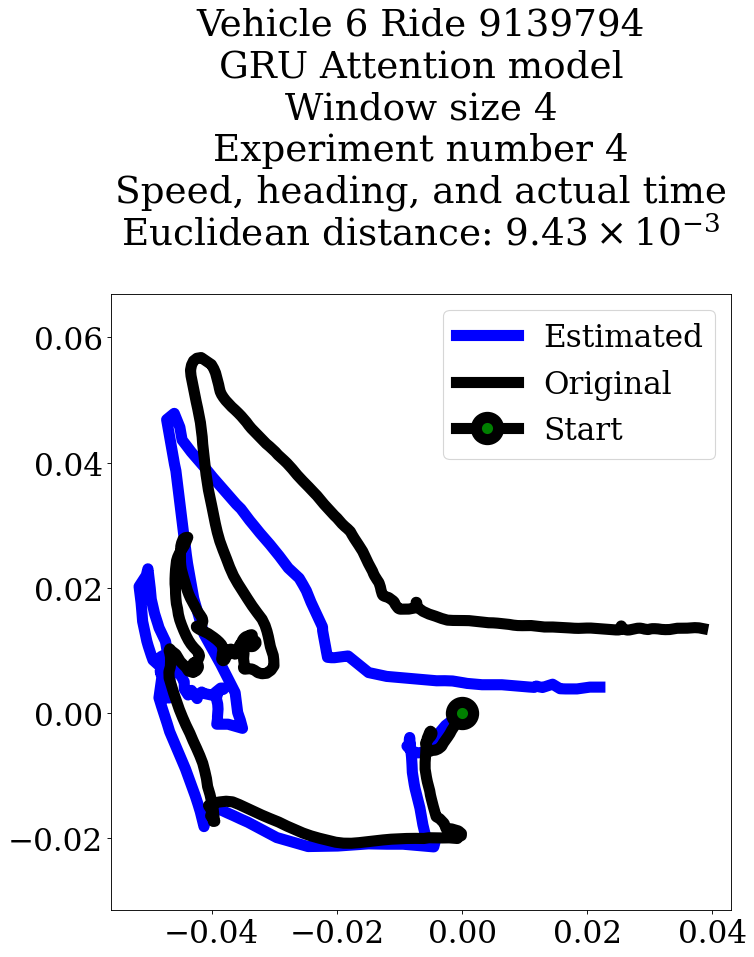 Vehicle 6 Ride 9139794
GRU Attention model
Window size 4
Experiment number 4
Speed, heading, and actual time
Euclidean distance: 9.43 × 10⁻³
Estimated
Original
Start
0.06
0.04
0.02
0.00
−0.02
−0.04
−0.02
0.00
0.02
0.04